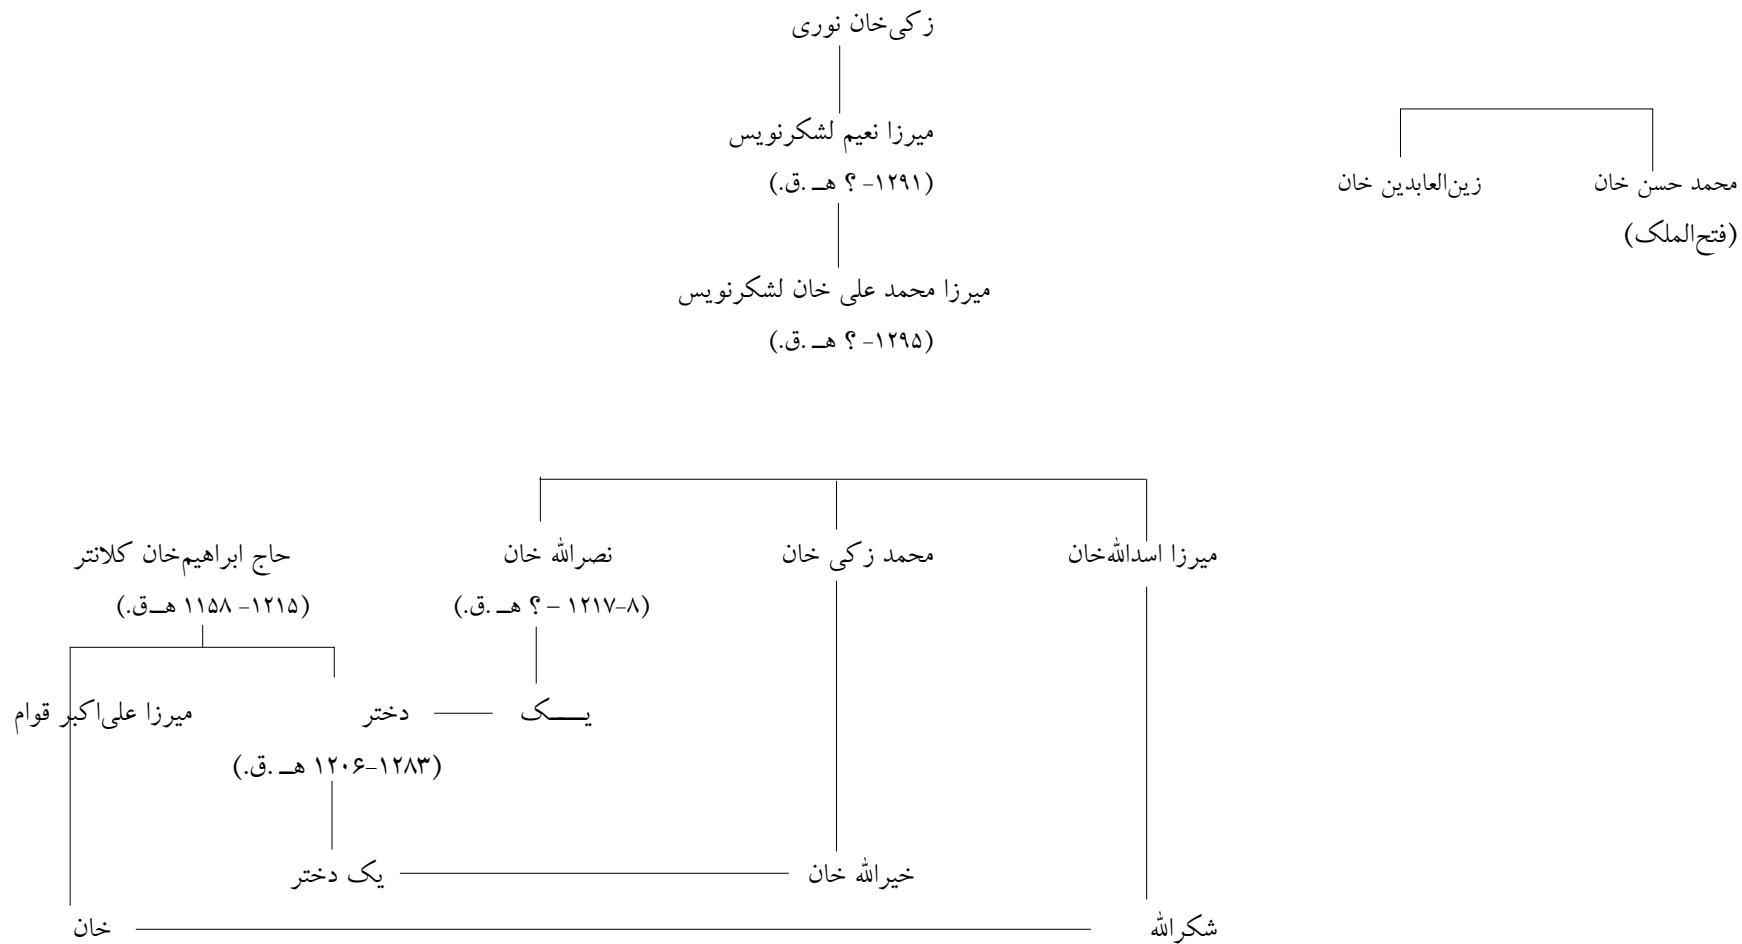 زکی‌خان نوری
میرزا نعیم لشکرنویس
(۱۲۹۱- ؟ هـ .ق.)
محمد حسن خان
زین‌العابدین خان
(فتح‌الملک)
میرزا محمد علی خان لشکرنویس
(۱۲۹۵- ؟ هـ .ق.)
میرزا اسدالله‌خان
محمد زکی خان
نصرالله خان
حاج ابراهیم‌خان کلانتر
(۸-۱۲۱۷ – ؟ هـ .ق.)
(۱۲۱۵- ۱۱۵۸ هـ‌ق.)
یک
دختر
میرزا علی‌اکبر قوام
(۱۲۸۳-۱۲۰۶ هـ .ق.)
خیرالله خان
یک دختر
شکرالله
خان